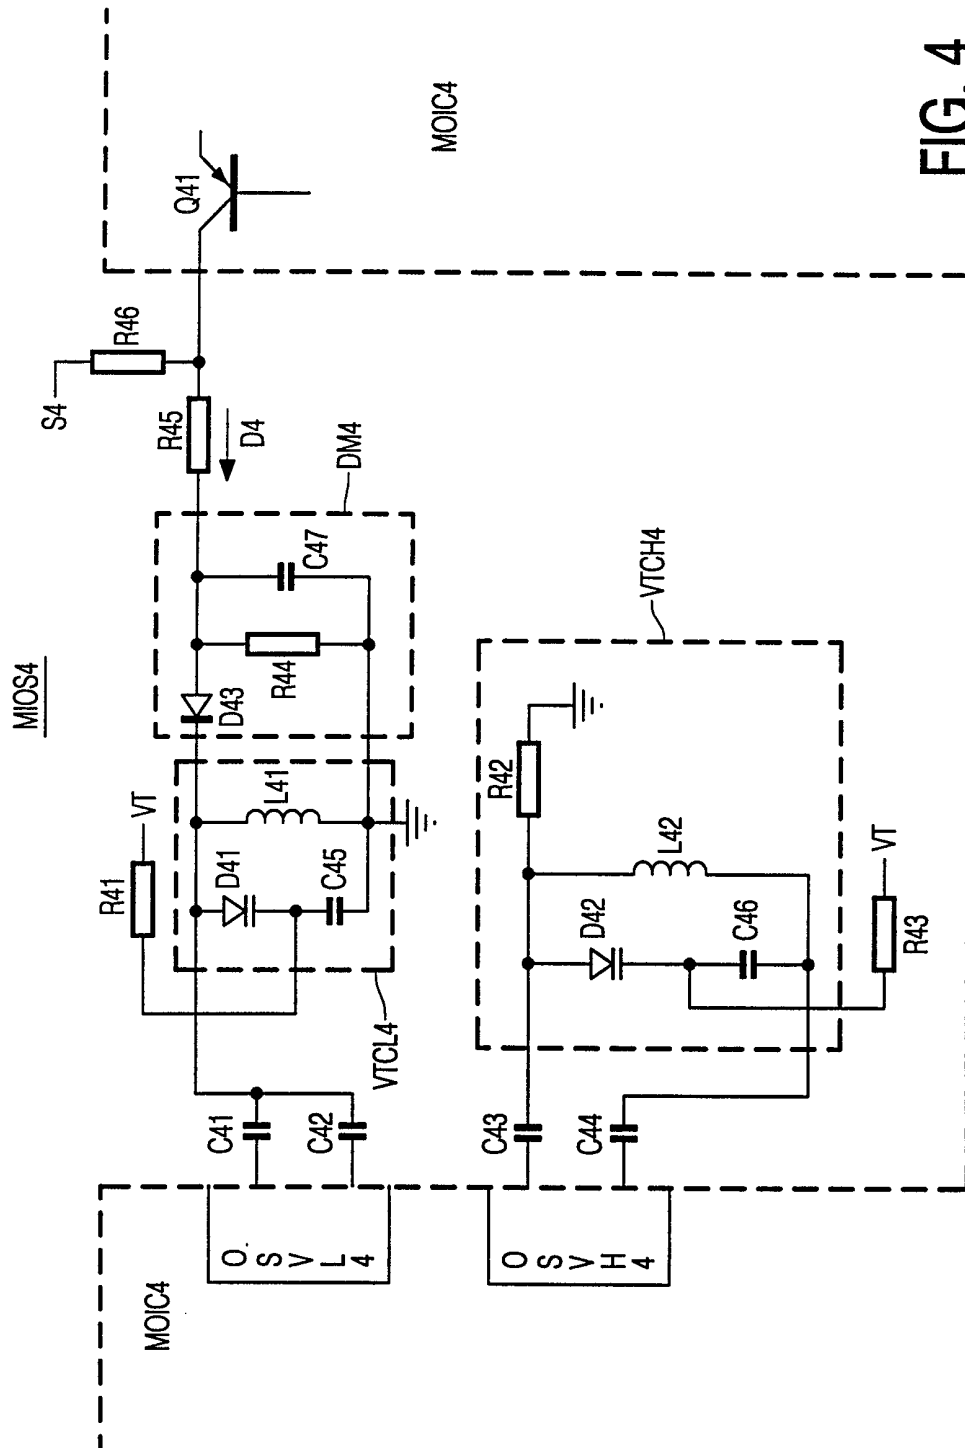 MIOS4
MOIC4
O.
S
V
L
4
C41
C42
R41
VT
VTCL4
D41
C45
L41
D43
R44
C47
DM4
R45
D4
S4
R46
Q41
MOIC4
O
S
V
H
4
C43
C44
D42
C46
L42
R42
VTCH4
R43
VT
FIG. 4